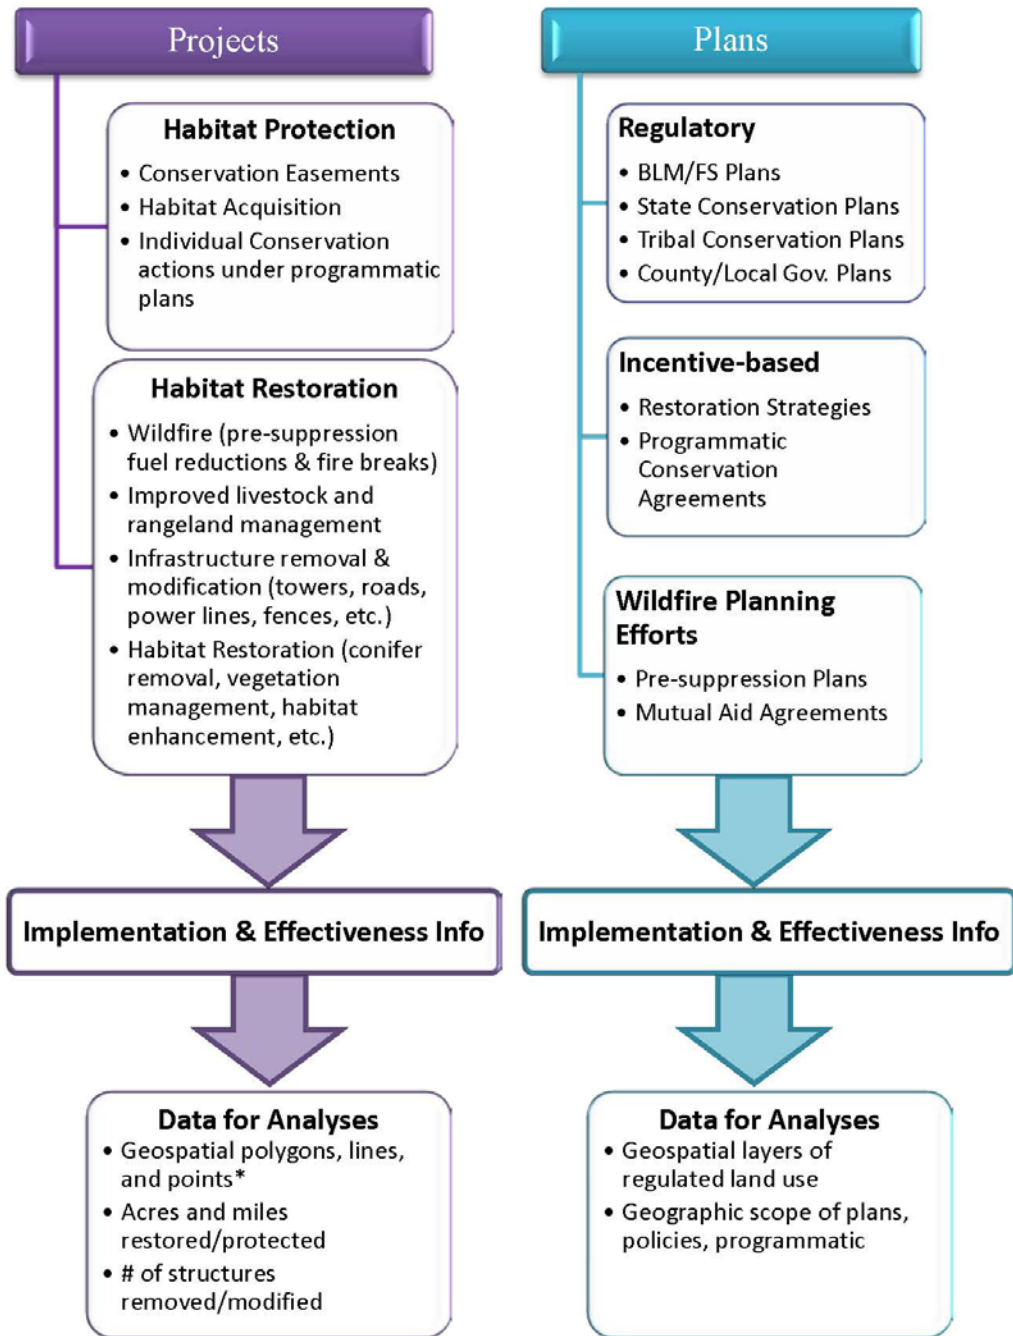 Projects
Habitat Protection
• Conservation Easements
• Habitat Acquisition
• Individual Conservation
actions under programmatic
plans
Habitat Restoration
• Wildfire (pre-suppression
fuel reductions & fire breaks)
• Improved livestock and
rangeland management
• Infrastructure removal &
modification (towers, roads,
power lines, fences, etc.)
• Habitat Restoration (conifer
removal, vegetation
management, habitat
enhancement, etc.)
Implementation & Effectiveness Info
Data for Analyses
• Geospatial polygons, lines,
and points*
• Acres and miles
restored/protected
• # of structures
removed/modified
Plans
Regulatory
• BLM/FS Plans
• State Conservation Plans
• Tribal Conservation Plans
• County/Local Gov. Plans
Incentive-based
• Restoration Strategies
• Programmatic
Conservation
Agreements
Wildfire Planning
Efforts
• Pre-suppression Plans
• Mutual Aid Agreements
Implementation & Effectiveness Info
Data for Analyses
• Geospatial layers of
regulated land use
• Geographic scope of plans,
policies, programmatic